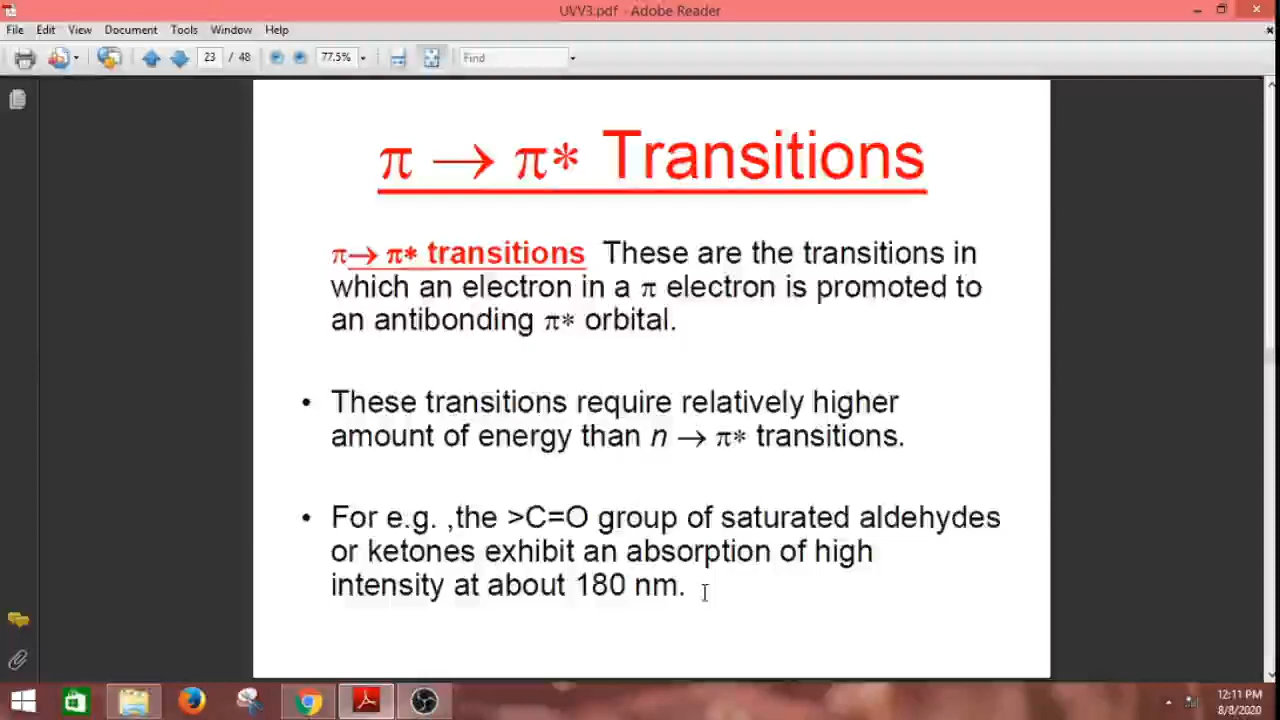 UVV3.pdf - Adobe Reader
File Edit View Document Tools Window Help
23 / 48 77.5% Find
π → π* Transitions
π→ π* transitions These are the transitions in
which an electron in a π electron is promoted to
an antibonding π* orbital.
• These transitions require relatively higher
amount of energy than n → π* transitions.
• For e.g. ,the >C=O group of saturated aldehydes
or ketones exhibit an absorption of high
intensity at about 180 nm.
12:11 PM
8/8/2020